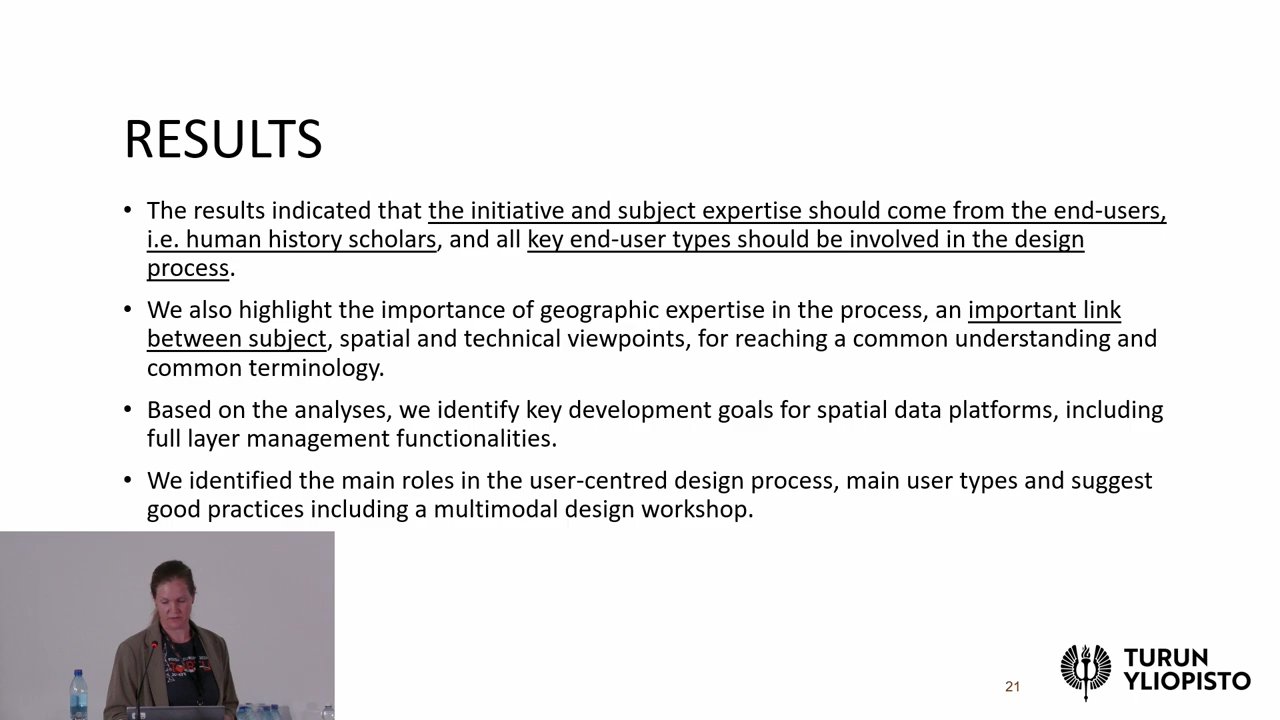 RESULTS
• The results indicated that the initiative and subject expertise should come from the end-users,
i.e. human history scholars, and all key end-user types should be involved in the design
process.
• We also highlight the importance of geographic expertise in the process, an important link
between subject, spatial and technical viewpoints, for reaching a common understanding and
common terminology.
• Based on the analyses, we identify key development goals for spatial data platforms, including
full layer management functionalities.
• We identified the main roles in the user-centred design process, main user types and suggest
good practices including a multimodal design workshop.
21
TURUN
YLIOPISTO